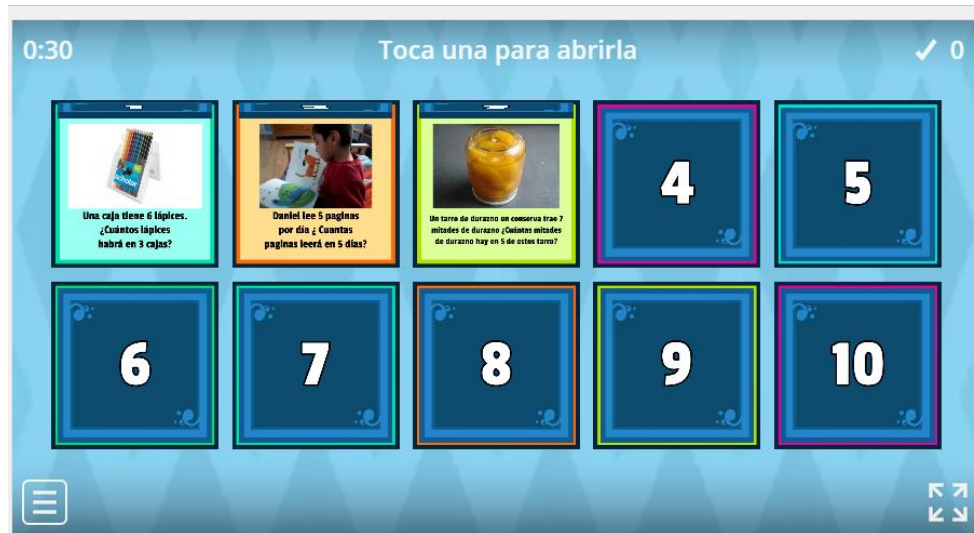 0:30
Toca una para abrirla
0
Una caja tiene 6 lápices.
¿Cuántos lápices
habrá en 3 cajas?
Daniel lee 5 paginas
por día ¿ Cuantas
paginas leerá en 5 días?
Un tarro de durazno en conserva trae 7
mitades de durazno ¿Cuántas mitades
de durazno hay en 5 de estos tarro?
4
5
6
7
8
9
10